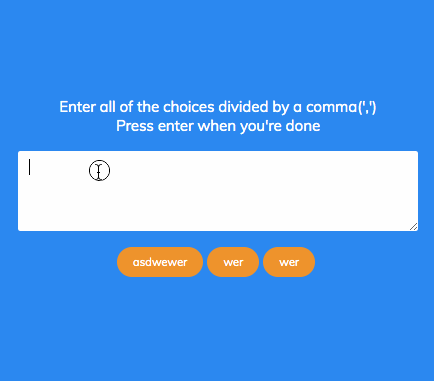 Enter all of the choices divided by a comma(',')
Press enter when you're done
asdwewer wer wer